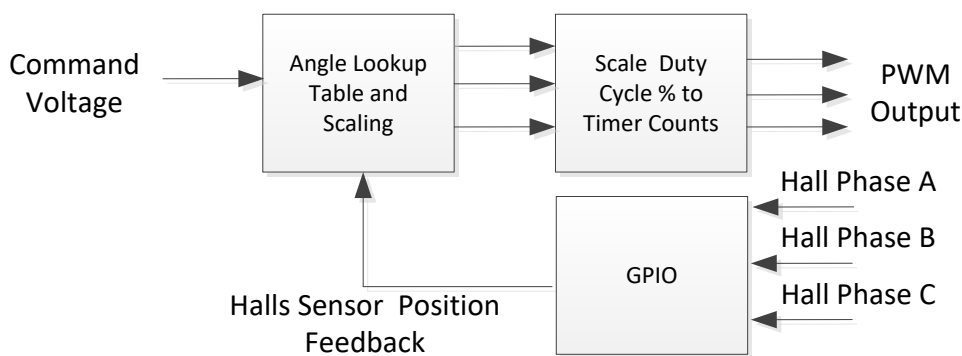 Command
Voltage
Angle Lookup
Table and
Scaling
Scale  Duty
Cycle % to
Timer Counts
PWM
Output
Hall Phase A
Hall Phase B
Hall Phase C
GPIO
Halls Sensor  Position
Feedback